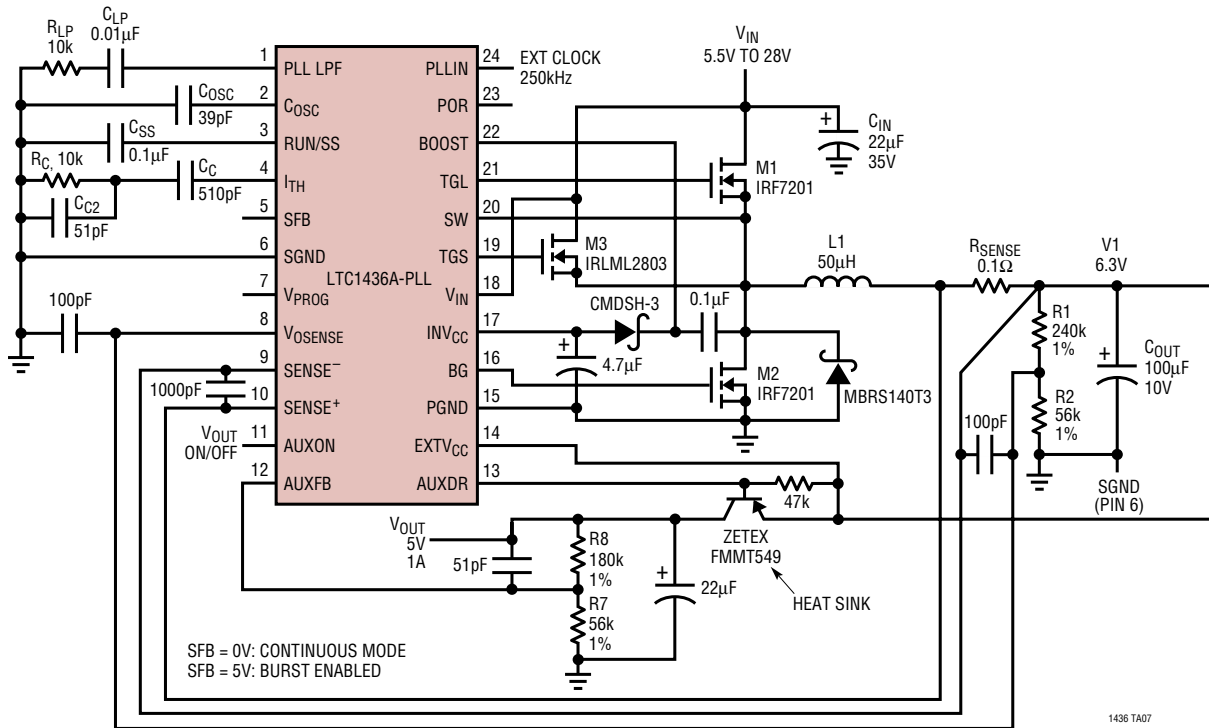 RLP
10k
CLP
0.01μF
COSC
39pF
CSS
0.1μF
RC, 10k
CC
510pF
CC2
51pF
100pF
1000pF
VOUT
ON/OFF
1
2
3
4
5
6
7
8
9
10
11
12
PLL LPF
COSC
RUN/SS
ITH
SFB
SGND
LTC1436A-PLL
VPROG
VOSENSE
SENSE–
SENSE+
AUXON
AUXFB
PLLIN
POR
BOOST
TGL
SW
TGS
VIN
INVCC
BG
PGND
EXTVCC
AUXDR
24
23
22
21
20
19
18
17
16
15
14
13
EXT CLOCK
250kHz
VIN
5.5V TO 28V
+
CIN
22μF
35V
M1
IRF7201
M3
IRLML2803
L1
50μH
RSENSE
0.1Ω
V1
6.3V
CMDSH-3
0.1μF
+
4.7μF
M2
IRF7201
MBRS140T3
R1
240k
1%
R2
56k
1%
+
COUT
100μF
10V
100pF
SGND
(PIN 6)
47k
ZETEX
FMMT549
HEAT SINK
VOUT
5V
1A
51pF
R8
180k
1%
R7
56k
1%
+
22μF
SFB = 0V: CONTINUOUS MODE
SFB = 5V: BURST ENABLED
1436 TA07